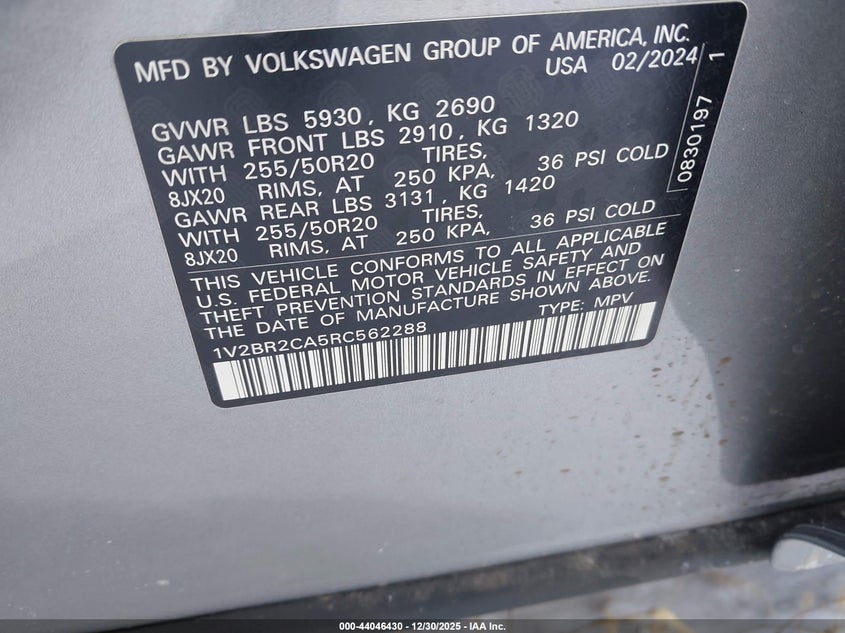 MFD BY VOLKSWAGEN GROUP OF AMERICA, INC.
USA 02/2024
1
0830197
GVWR LBS 5930, KG 2690
GAWR FRONT LBS 2910, KG 1320
WITH 255/50R20 TIRES,
8JX20 RIMS, AT 250 KPA, 36 PSI COLD
GAWR REAR LBS 3131, KG 1420
WITH 255/50R20 TIRES,
8JX20 RIMS, AT 250 KPA, 36 PSI COLD
THIS VEHICLE CONFORMS TO ALL APPLICABLE
U.S. FEDERAL MOTOR VEHICLE SAFETY AND
THEFT PREVENTION STANDARDS IN EFFECT ON
THE DATE OF MANUFACTURE SHOWN ABOVE.
1V2BR2CA5RC562288 TYPE: MPV
000-44046430 - 12/30/2025 - IAA Inc.